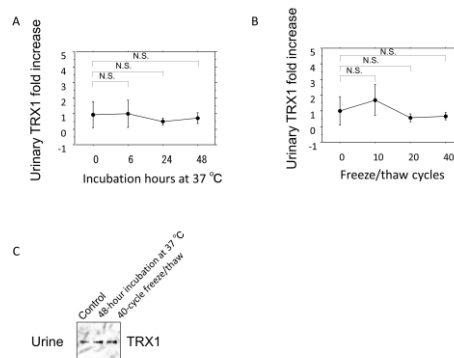 A
Urinary TRX1 fold increase
5
4
3
2
1
0
-1
N.S.
N.S.
N.S.
0 6 24 48
Incubation hours at 37 °C
B
Urinary TRX1 fold increase
5
4
3
2
1
0
-1
N.S.
N.S.
N.S.
0 10 20 40
Freeze/thaw cycles
C
Control
48-hour incubation at 37 °C
40-cycle freeze/thaw
Urine TRX1